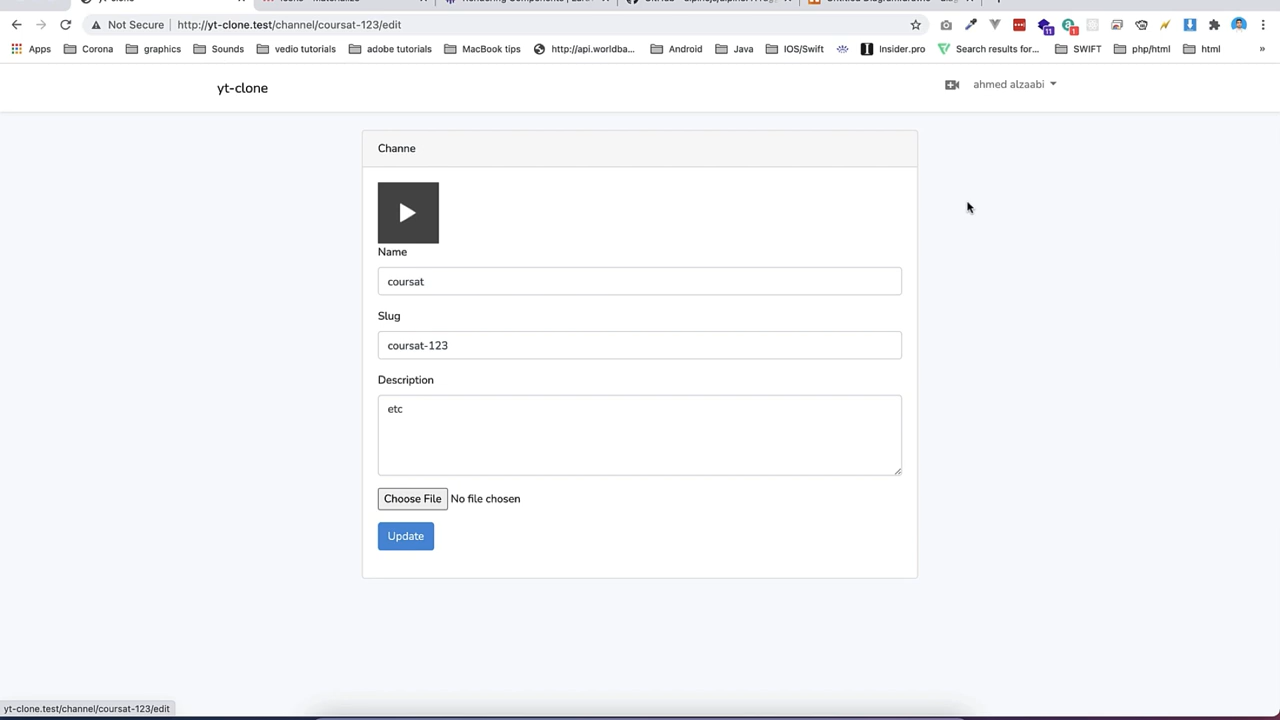 Not Secure
http://yt-clone.test/channel/coursat-123/edit
Apps Corona graphics Sounds vedio tutorials adobe tutorials MacBook tips http://api.worldba... Android Java IOS/Swift Insider.pro Search results for... SWIFT php/html html »
yt-clone
ahmed alzaabi
Channe
Name
coursat
Slug
coursat-123
Description
etc
Choose File No file chosen
Update
yt-clone.test/channel/coursat-123/edit